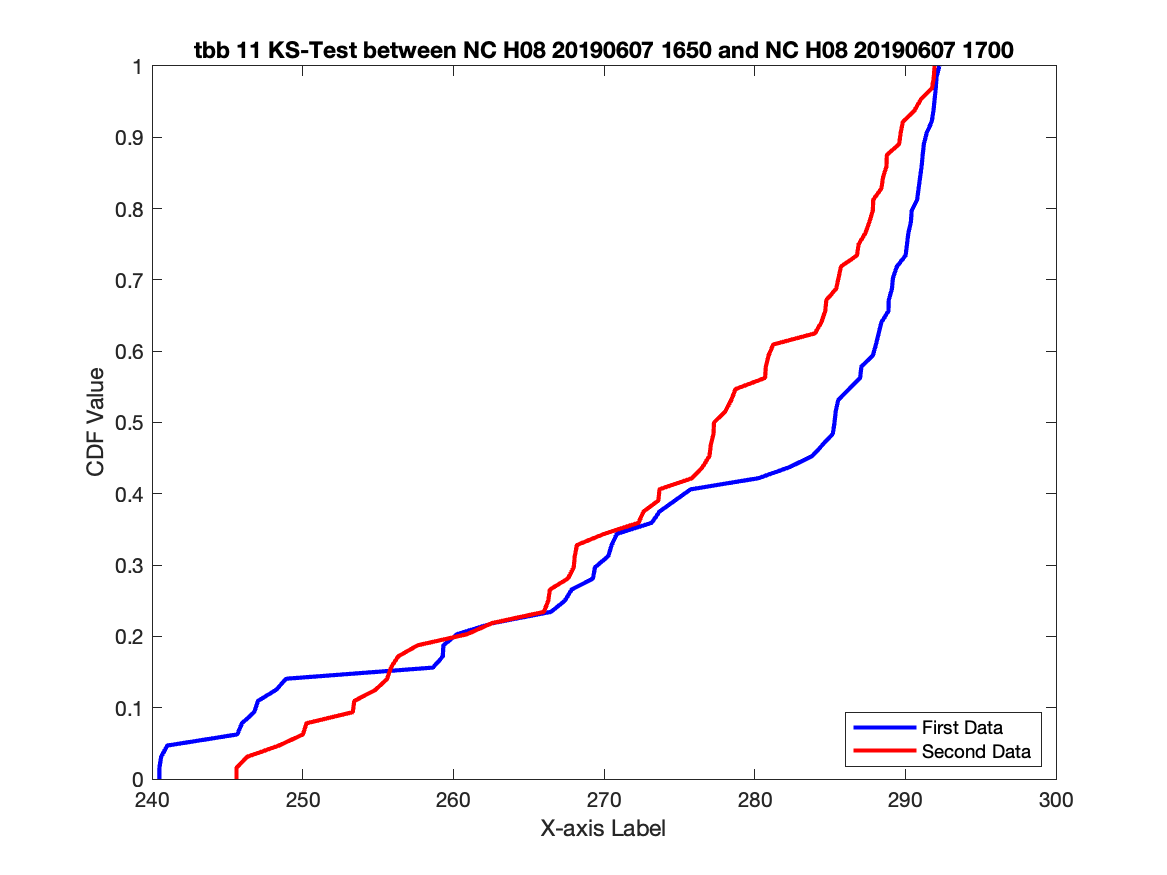 tbb 11 KS-Test between NC H08 20190607 1650 and NC H08 20190607 1700
1
0.9
0.8
0.7
0.6
0.5
0.4
0.3
0.2
0.1
0
CDF Value
First Data
Second Data
240 250 260 270 280 290 300
X-axis Label